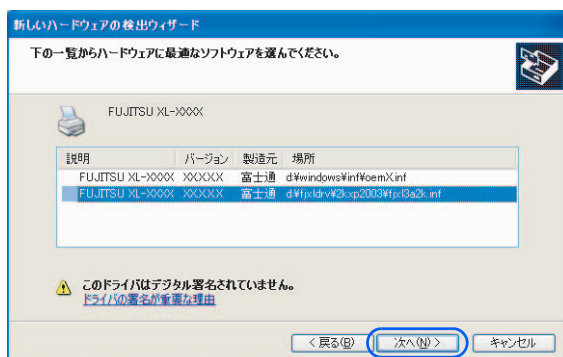 新しいハードウェアの検出ウィザード
下の一覧からハードウェアに最適なソフトウェアを選んでください。
FUJITSU XL-XXXX
説明 バージョン 製造元 場所
FUJITSU XL-XXXX XXXXX 富士通 d¥windows¥inf¥oemX.inf
FUJITSU XL-XXXX XXXXX 富士通 d¥fjxldrv¥2kxp2003¥fjxl3a2k.inf
このドライバはデジタル署名されていません。
ドライバの署名が重要な理由
< 戻る(B) 次へ(N) > キャンセル